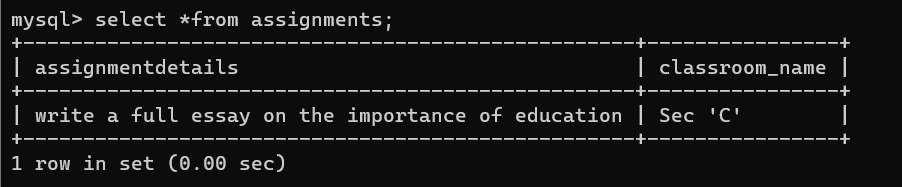 mysql> select *from assignments;
+---------------------------------------------------+----------------+
| assignmentdetails                                 | classroom_name |
+---------------------------------------------------+----------------+
| write a full essay on the importance of education | Sec 'C'        |
+---------------------------------------------------+----------------+
1 row in set (0.00 sec)